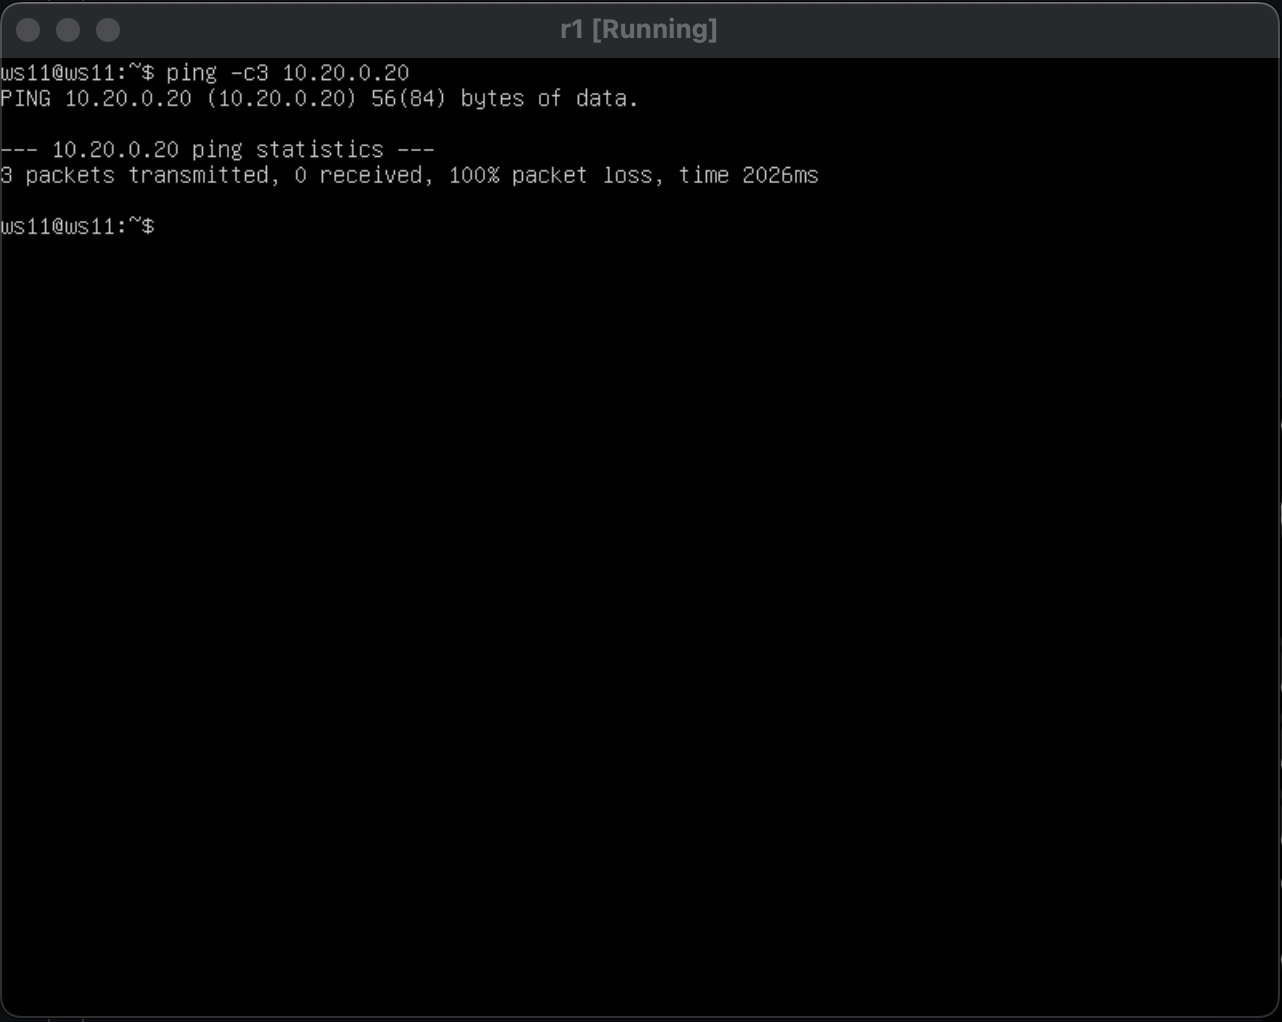 r1 [Running]
ws11@ws11:~$ ping -c3 10.20.0.20
PING 10.20.0.20 (10.20.0.20) 56(84) bytes of data.
--- 10.20.0.20 ping statistics ---
3 packets transmitted, 0 received, 100% packet loss, time 2026ms
ws11@ws11:~$